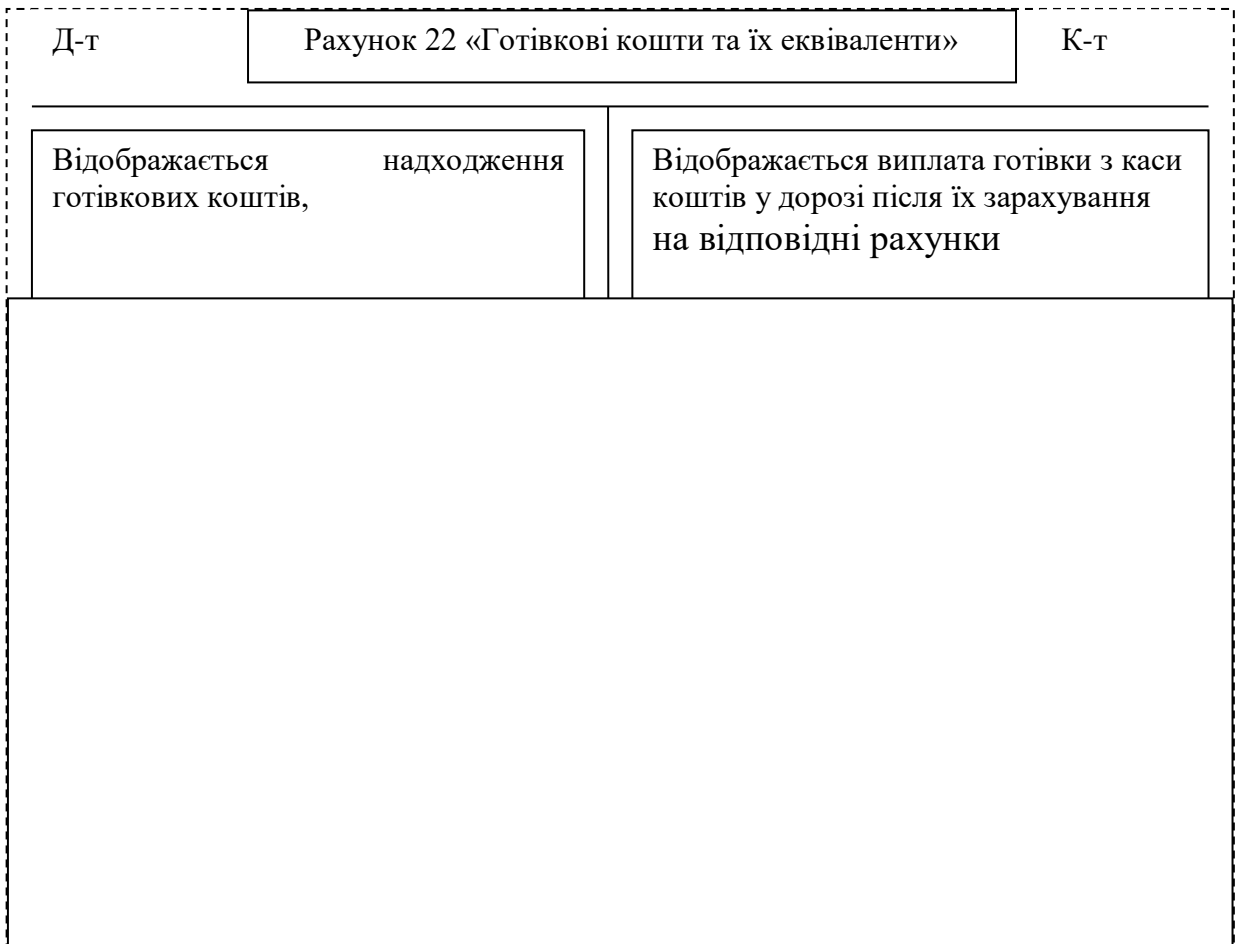 Д-т
Рахунок 22 «Готівкові кошти та їх еквіваленти»
К-т
Відображається надходження
готівкових коштів,
Відображається виплата готівки з каси
коштів у дорозі після їх зарахування
на відповідні рахунки